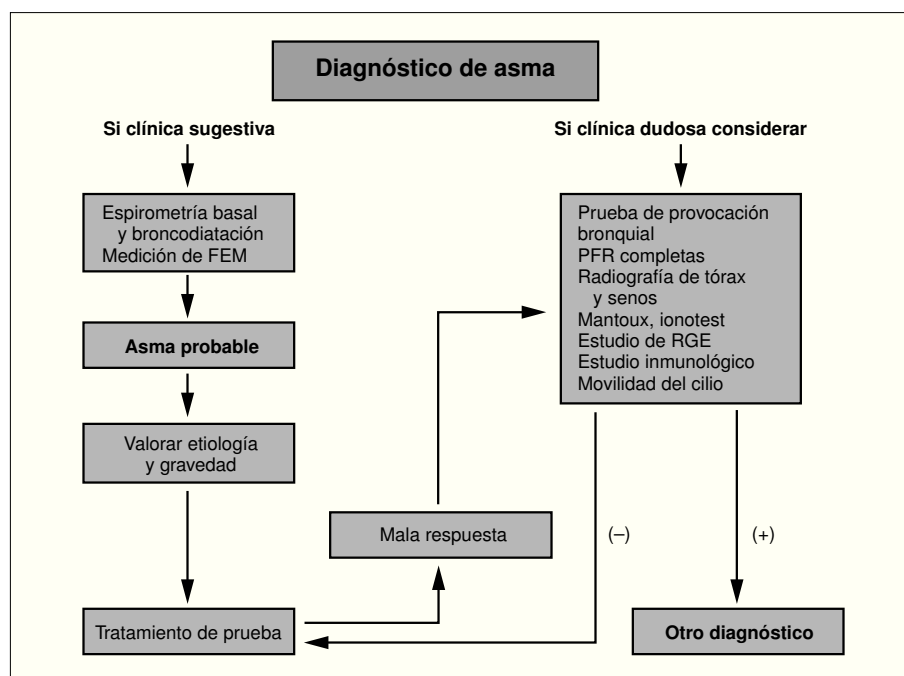 Diagnóstico de asma
Si clínica sugestiva
Espirometría basal
y broncodiatación
Medición de FEM
Asma probable
Valorar etiología
y gravedad
Tratamiento de prueba
Mala respuesta
Si clínica dudosa considerar
Prueba de provocación
bronquial
PFR completas
Radiografía de tórax
y senos
Mantoux, ionotest
Estudio de RGE
Estudio inmunológico
Movilidad del cilio
(–)
(+)
Otro diagnóstico